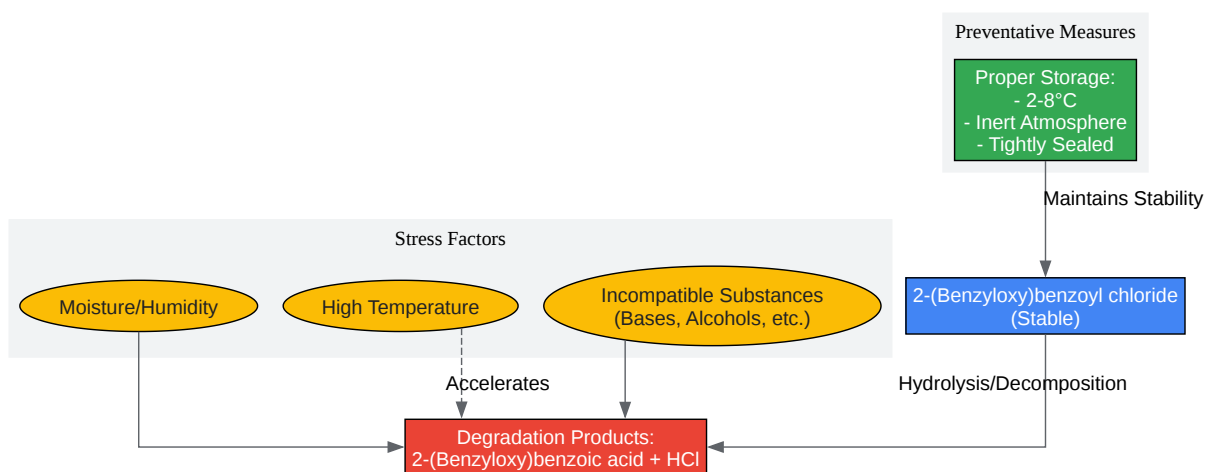 Preventative Measures
Proper Storage:
- 2-8°C
- Inert Atmosphere
- Tightly Sealed
Maintains Stability
Stress Factors
Moisture/Humidity
High Temperature
Incompatible Substances
(Bases, Alcohols, etc.)
2-(Benzyloxy)benzoyl chloride
(Stable)
Accelerates
Hydrolysis/Decomposition
Degradation Products:
2-(Benzyloxy)benzoic acid + HCl